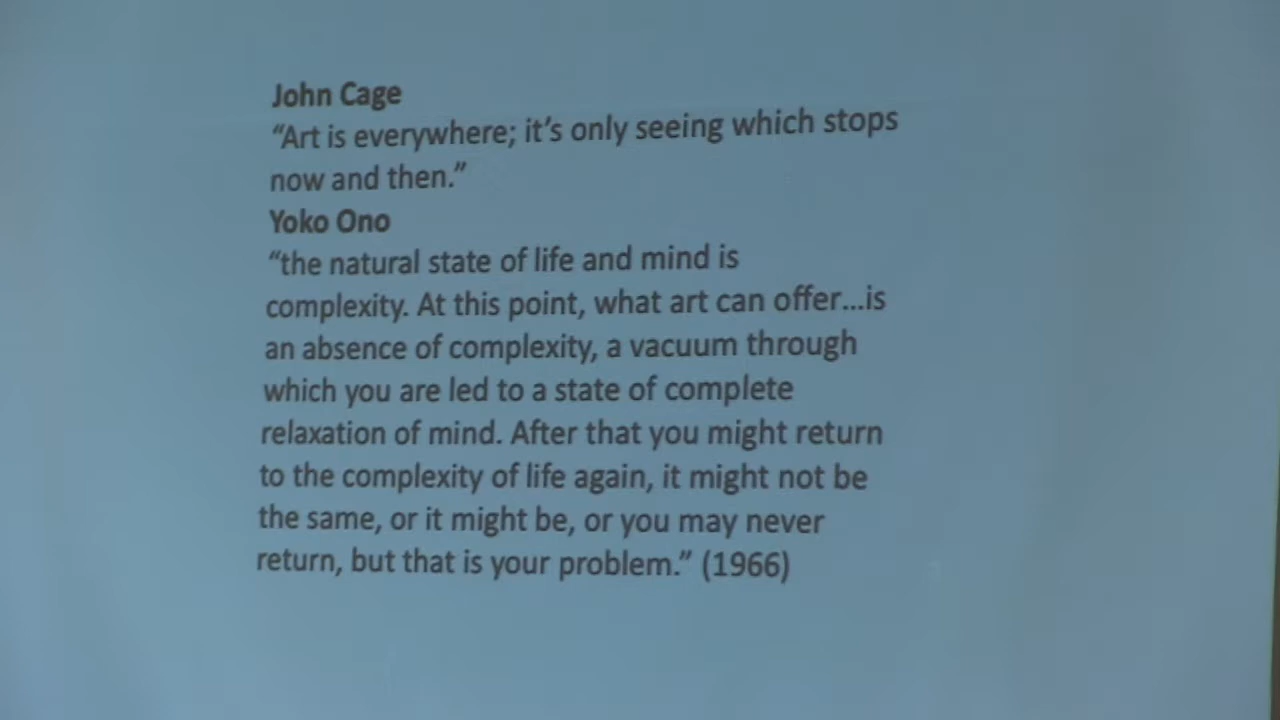 John Cage
“Art is everywhere; it’s only seeing which stops
now and then.”
Yoko Ono
“the natural state of life and mind is
complexity. At this point, what art can offer...is
an absence of complexity, a vacuum through
which you are led to a state of complete
relaxation of mind. After that you might return
to the complexity of life again, it might not be
the same, or it might be, or you may never
return, but that is your problem.” (1966)